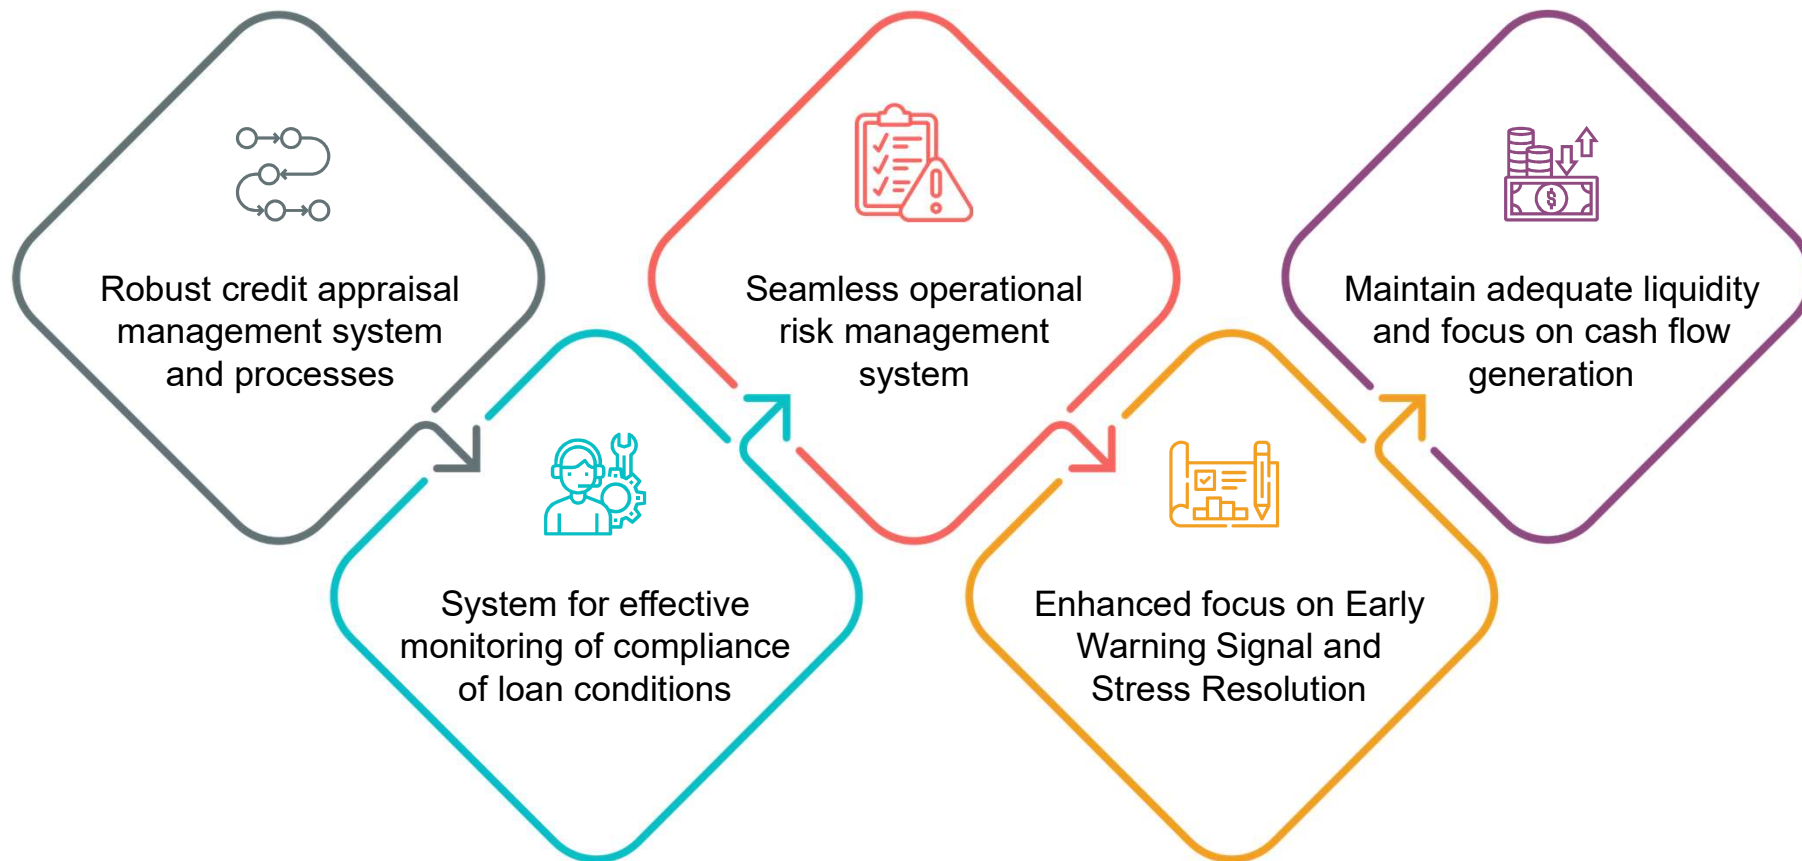 Robust credit appraisal
management system
and processes
System for effective
monitoring of compliance
of loan conditions
Seamless operational
risk management
system
Enhanced focus on Early
Warning Signal and
Stress Resolution
Maintain adequate liquidity
and focus on cash flow
generation
$